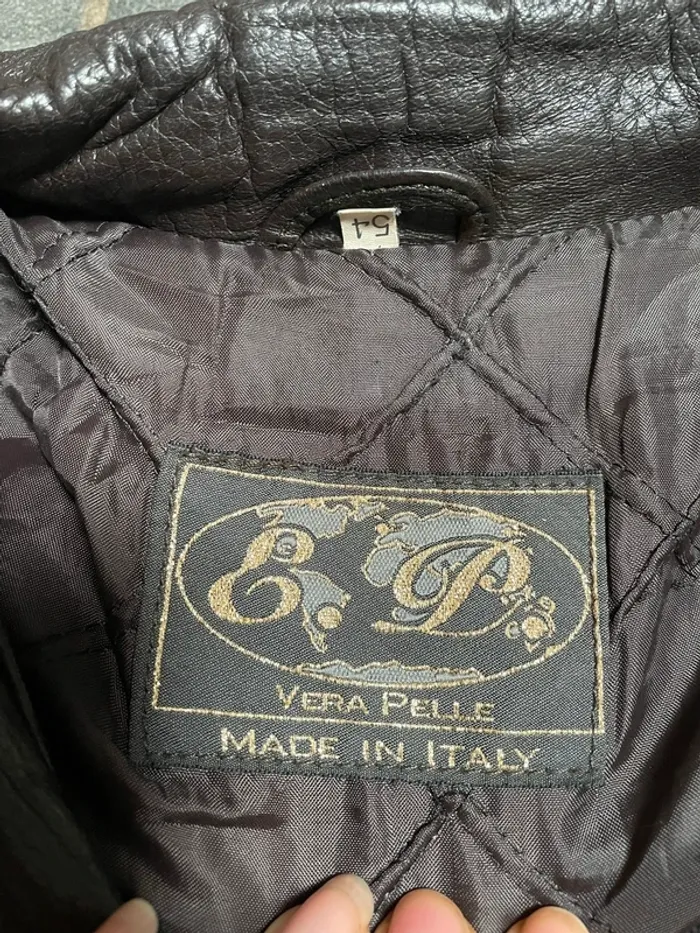 54
E. P.
VERA PELLE
MADE IN ITALY